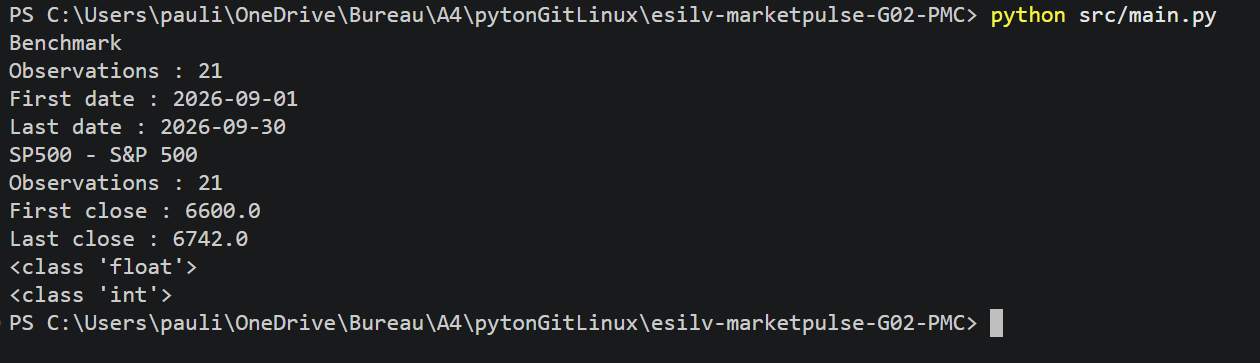 PS C:\Users\pauli\OneDrive\Bureau\A4\pytonGitLinux\esilv-marketpulse-G02-PMC> python src/main.py
Benchmark
Observations : 21
First date : 2026-09-01
Last date : 2026-09-30
SP500 - S&P 500
Observations : 21
First close : 6600.0
Last close : 6742.0
<class 'float'>
<class 'int'>
PS C:\Users\pauli\OneDrive\Bureau\A4\pytonGitLinux\esilv-marketpulse-G02-PMC>